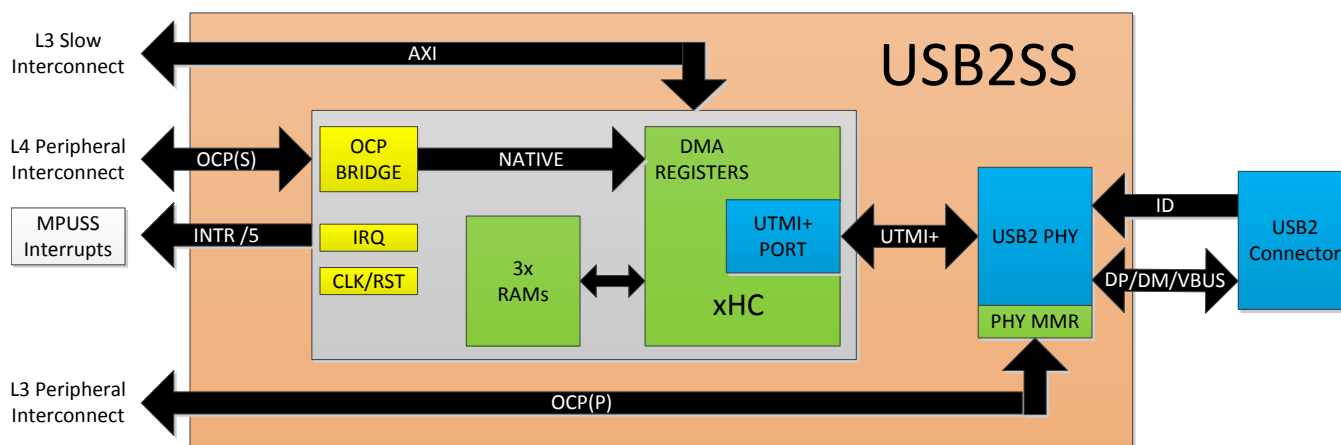 L3 Slow
Interconnect
AXI
USB2SS
L4 Peripheral
Interconnect
OCP(S)
OCP
BRIDGE
NATIVE
DMA
REGISTERS
MPUSS
Interrupts
INTR /5
IRQ
CLK/RST
3x
RAMs
UTMI+
PORT
xHC
UTMI+
USB2 PHY
PHY MMR
ID
DP/DM/VBUS
USB2
Connector
L3 Peripheral
Interconnect
OCP(P)